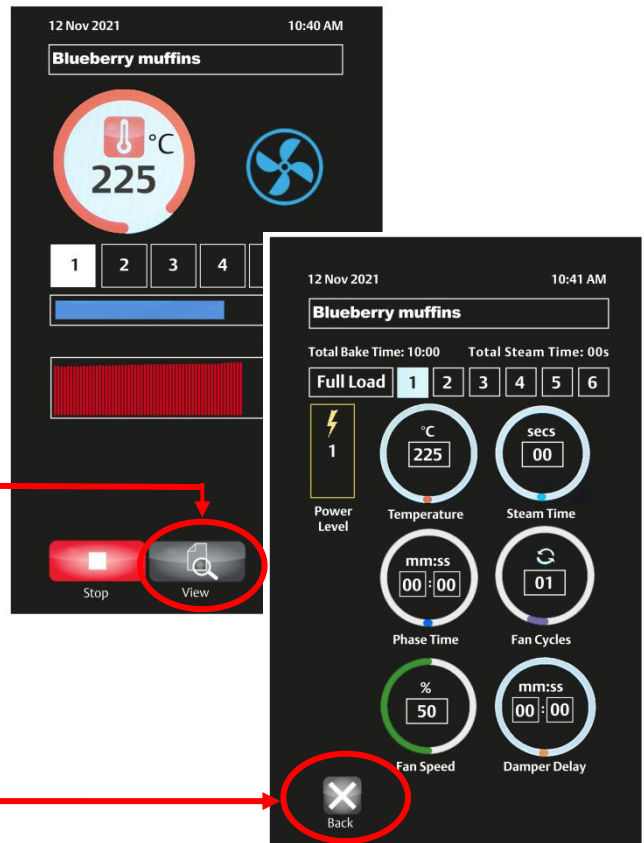 12 Nov 2021 10:40 AM
Blueberry muffins
°C
225
1 2 3 4
Stop View
12 Nov 2021 10:41 AM
Blueberry muffins
Total Bake Time: 10:00 Total Steam Time: 00s
Full Load 1 2 3 4 5 6
1
Power
Level
°C
225
Temperature
secs
00
Steam Time
mm:ss
00:00
Phase Time
01
Fan Cycles
%
50
Fan Speed
mm:ss
00:00
Damper Delay
Back